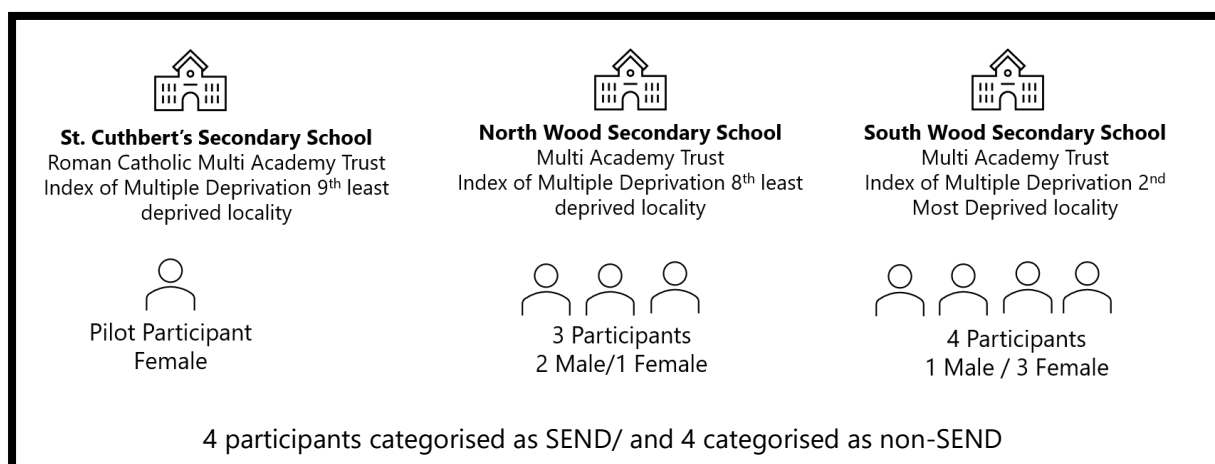 St. Cuthbert's Secondary School
Roman Catholic Multi Academy Trust
Index of Multiple Deprivation 9th least
deprived locality
Pilot Participant
Female
North Wood Secondary School
Multi Academy Trust
Index of Multiple Deprivation 8th least
deprived locality
3 Participants
2 Male/1 Female
South Wood Secondary School
Multi Academy Trust
Index of Multiple Deprivation 2nd
Most Deprived locality
4 Participants
1 Male / 3 Female
4 participants categorised as SEND/ and 4 categorised as non-SEND